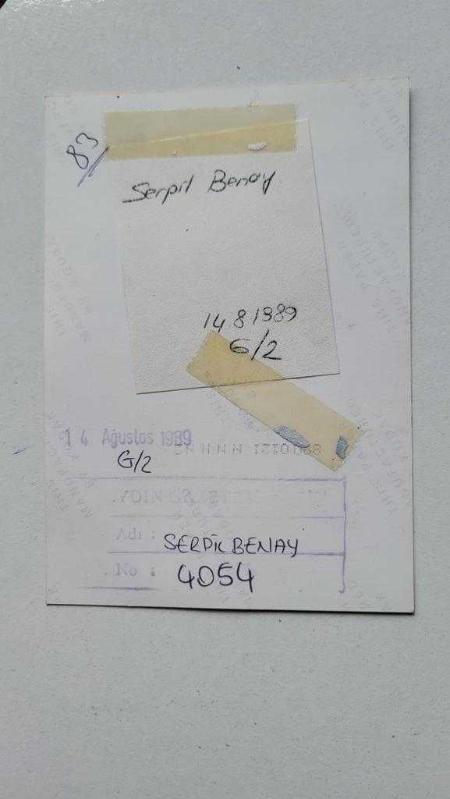 83
Serpil Benay
14 8 1989
G/2
14 Ağustos 1989
G/2
Adı : SERPİL BENAY
No : 4054